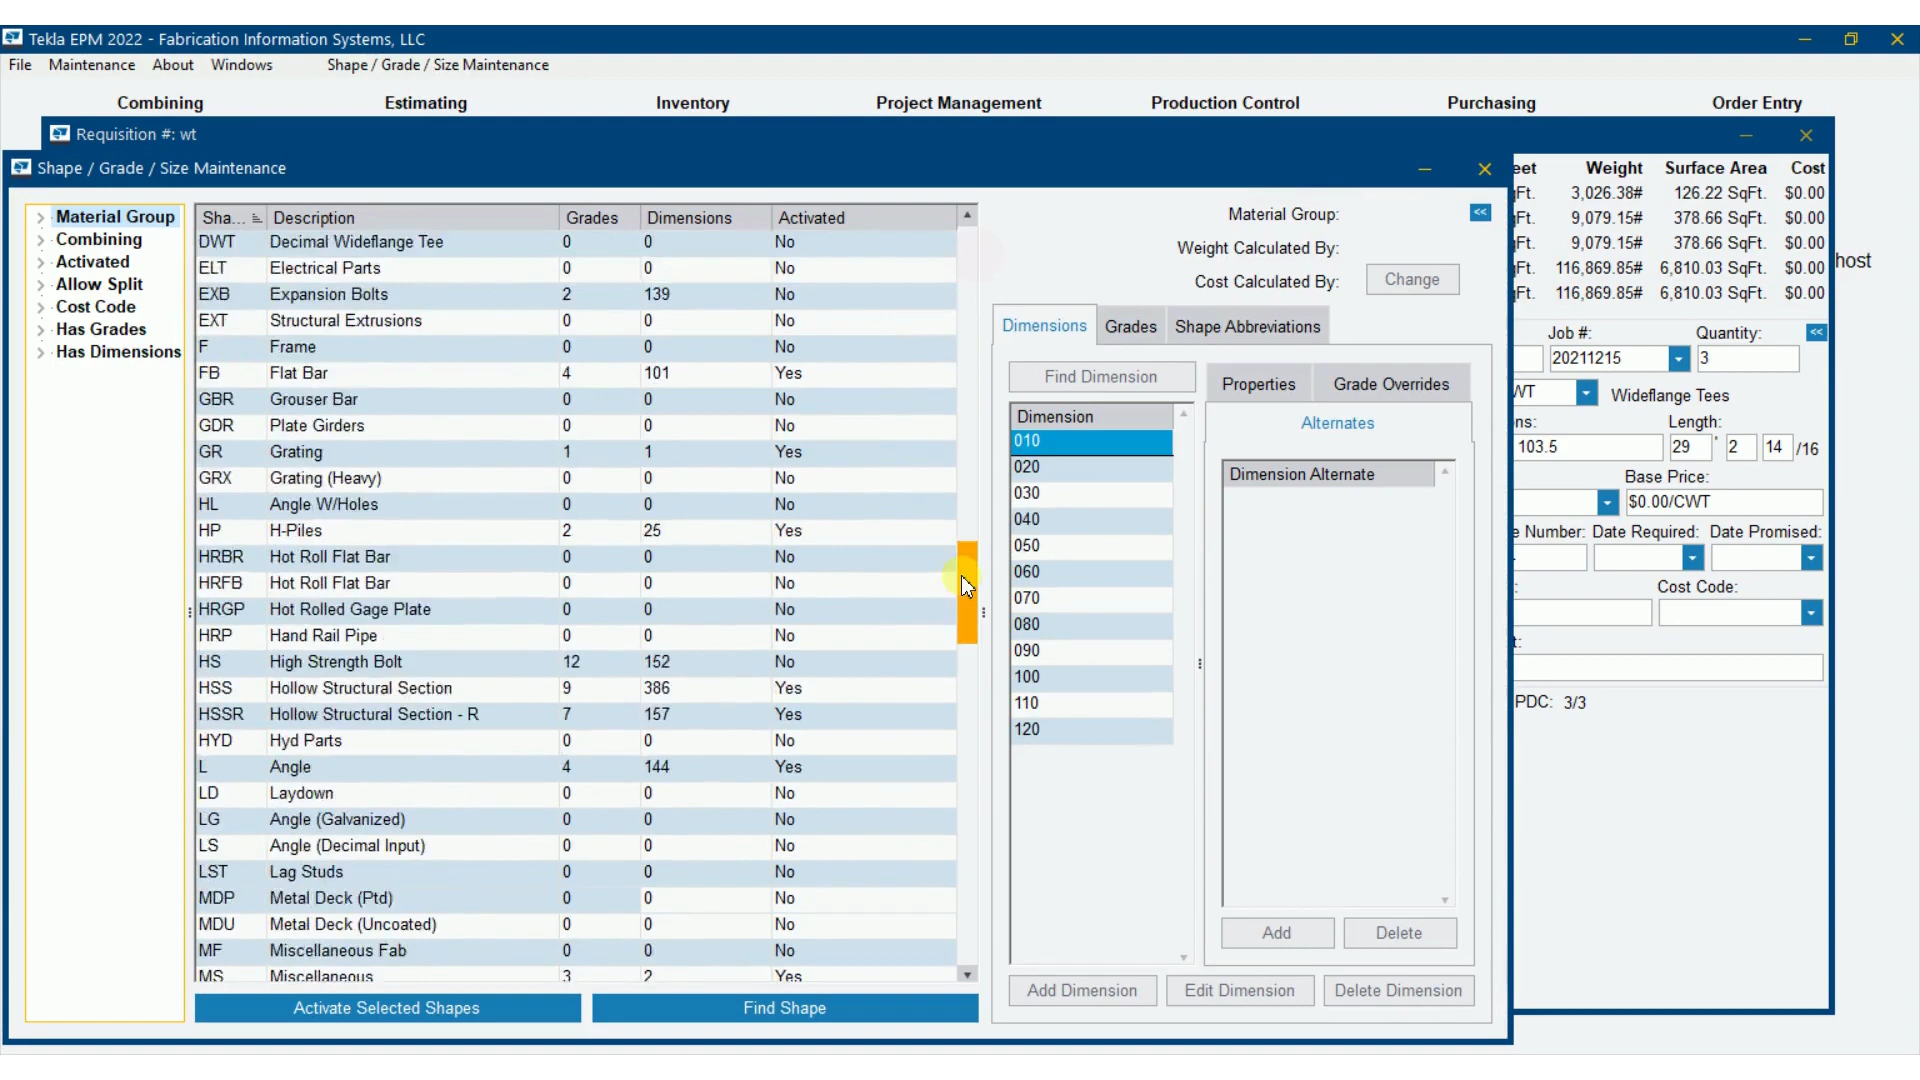 Tekla EPM 2022 - Fabrication Information Systems, LLC
File Maintenance About Windows Shape / Grade / Size Maintenance
Combining Estimating Inventory Project Management Production Control Purchasing Order Entry
Requisition #: wt
Shape / Grade / Size Maintenance
Material Group
Combining
Activated
Allow Split
Cost Code
Has Grades
Has Dimensions
Sha... Description Grades Dimensions Activated
DWT Decimal Wideflange Tee 0 0 No
ELT Electrical Parts 0 0 No
EXB Expansion Bolts 2 139 No
EXT Structural Extrusions 0 0 No
F Frame 0 0 No
FB Flat Bar 4 101 Yes
GBR Grouser Bar 0 0 No
GDR Plate Girders 0 0 No
GR Grating 1 1 Yes
GRX Grating (Heavy) 0 0 No
HL Angle W/Holes 0 0 No
HP H-Piles 2 25 Yes
HRBR Hot Roll Flat Bar 0 0 No
HRFB Hot Roll Flat Bar 0 0 No
HRGP Hot Rolled Gage Plate 0 0 No
HRP Hand Rail Pipe 0 0 No
HS High Strength Bolt 12 152 No
HSS Hollow Structural Section 9 386 Yes
HSSR Hollow Structural Section - R 7 157 Yes
HYD Hyd Parts 0 0 No
L Angle 4 144 Yes
LD Laydown 0 0 No
LG Angle (Galvanized) 0 0 No
LS Angle (Decimal Input) 0 0 No
LST Lag Studs 0 0 No
MDP Metal Deck (Ptd) 0 0 No
MDU Metal Deck (Uncoated) 0 0 No
MF Miscellaneous Fab 0 0 No
MS Miscellaneous 3 2 Yes
Activate Selected Shapes Find Shape
Material Group: <<
Weight Calculated By:
Cost Calculated By: Change
Dimensions Grades Shape Abbreviations
Find Dimension
Dimension
010
020
030
040
050
060
070
080
090
100
110
120
Properties Grade Overrides
Alternates
Dimension Alternate
Add Delete
Add Dimension Edit Dimension Delete Dimension
eet Weight Surface Area Cost
Ft. 3,026.38# 126.22 SqFt. $0.00
Ft. 9,079.15# 378.66 SqFt. $0.00
Ft. 9,079.15# 378.66 SqFt. $0.00
Ft. 116,869.85# 6,810.03 SqFt. $0.00
Ft. 116,869.85# 6,810.03 SqFt. $0.00
host
Job #: Quantity: <<
20211215 3
WT Wideflange Tees
ns: Length:
103.5 29 ' 2 14 /16
Base Price:
$0.00/CWT
e Number: Date Required: Date Promised:
: Cost Code:
t:
PDC: 3/3